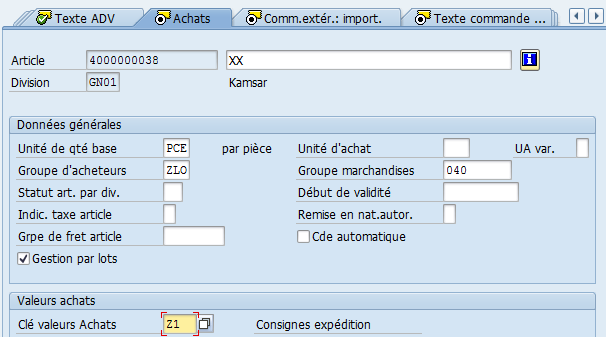 Texte ADV Achats Comm.extér.: import. Texte commande ...
Article 4000000038 XX
Division GN01 Kamsar
Données générales
Unité de qté base PCE par pièce Unité d'achat UA var.
Groupe d'acheteurs ZLO Groupe marchandises 040
Statut art. par div. Début de validité
Indic. taxe article Remise en nat.autor.
Grpe de fret article Cde automatique
Gestion par lots
Valeurs achats
Clé valeurs Achats Z1 Consignes expédition